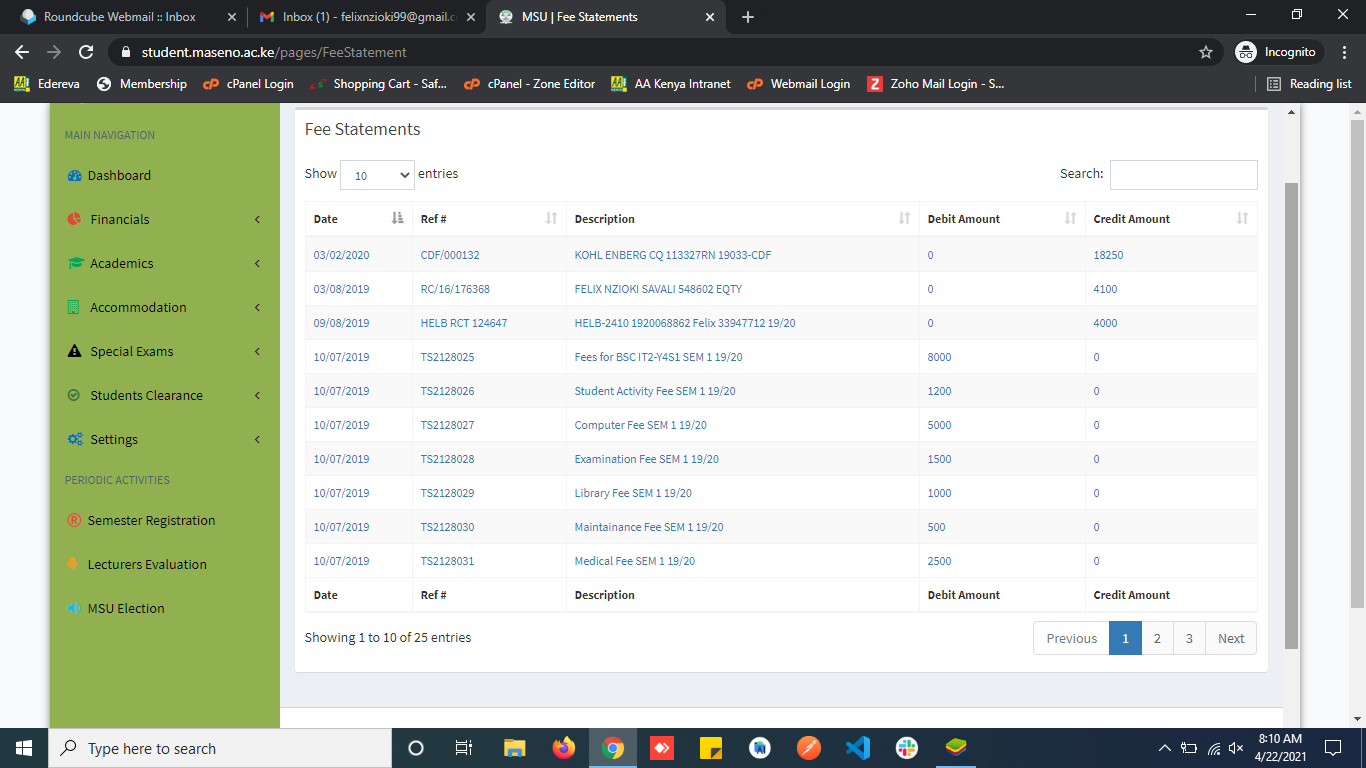 Roundcube Webmail :: Inbox
Inbox (1) - felixnzioki99@gmail.c
MSU | Fee Statements
student.maseno.ac.ke/pages/FeeStatement
Incognito
Edereva
Membership
cPanel Login
Shopping Cart - Saf...
cPanel - Zone Editor
AA Kenya Intranet
Webmail Login
Zoho Mail Login - S...
Reading list
MAIN NAVIGATION
Dashboard
Financials
Academics
Accommodation
Special Exams
Students Clearance
Settings
PERIODIC ACTIVITIES
Semester Registration
Lecturers Evaluation
MSU Election
Fee Statements
Show 10 entries
Search:
Date Ref # Description Debit Amount Credit Amount
03/02/2020 CDF/000132 KOHL ENBERG CQ 113327RN 19033-CDF 0 18250
03/08/2019 RC/16/176368 FELIX NZIOKI SAVALI 548602 EQTY 0 4100
09/08/2019 HELB RCT 124647 HELB-2410 1920068862 Felix 33947712 19/20 0 4000
10/07/2019 TS2128025 Fees for BSC IT2-Y4S1 SEM 1 19/20 8000 0
10/07/2019 TS2128026 Student Activity Fee SEM 1 19/20 1200 0
10/07/2019 TS2128027 Computer Fee SEM 1 19/20 5000 0
10/07/2019 TS2128028 Examination Fee SEM 1 19/20 1500 0
10/07/2019 TS2128029 Library Fee SEM 1 19/20 1000 0
10/07/2019 TS2128030 Maintainance Fee SEM 1 19/20 500 0
10/07/2019 TS2128031 Medical Fee SEM 1 19/20 2500 0
Date Ref # Description Debit Amount Credit Amount
Showing 1 to 10 of 25 entries
Previous 1 2 3 Next
Type here to search
8:10 AM
4/22/2021